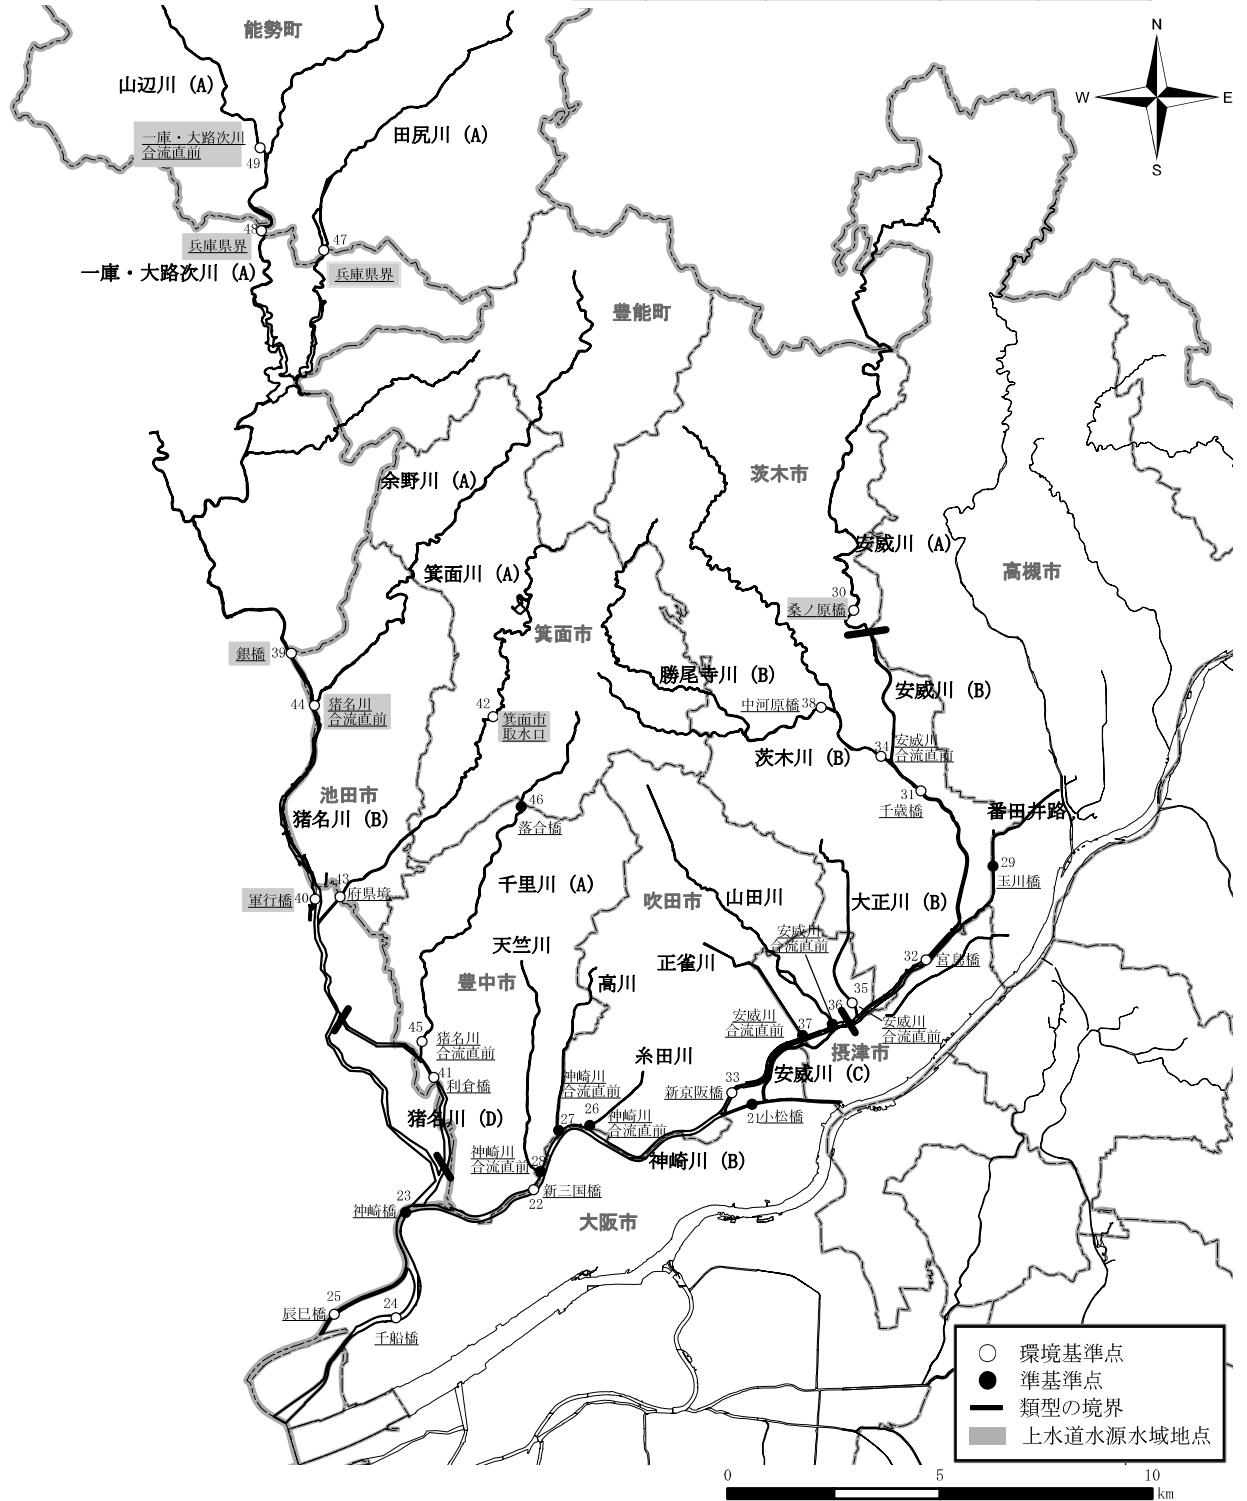 能勢町
N
W
E
S
山辺川 (A)
田尻川 (A)
一庫・大路次川
合流直前
49
48
兵庫県界
47
兵庫県界
一庫・大路次川 (A)
豊能町
茨木市
余野川 (A)
安威川 (A)
高槻市
箕面川 (A)
30
桑ノ原橋
箕面市
銀橋
39
勝尾寺川 (B)
安威川 (B)
44
猪名川
合流直前
42
箕面市
取水口
中河原橋
38
34
安威川
合流直前
茨木川 (B)
池田市
31
千歳橋
46
落合橋
猪名川 (B)
番田井路
29
玉川橋
43
府県境
軍行橋
40
千里川 (A)
吹田市
山田川
大正川 (B)
安威川
合流直前
天竺川
正雀川
32
宮鳥橋
豊中市
高川
35
36
安威川
合流直前
37
安威川
合流直前
45
猪名川
合流直前
摂津市
糸田川
41
利倉橋
神崎川
合流直前
安威川 (C)
33
新京阪橋
21
小松橋
猪名川 (D)
27
26
神崎川
合流直前
神崎川
合流直前
28
神崎川 (B)
新三国橋
22
23
神崎橋
大阪市
25
辰巳橋
24
千船橋
環境基準点
準基準点
類型の境界
上水道水源水域地点
0
5
10
km